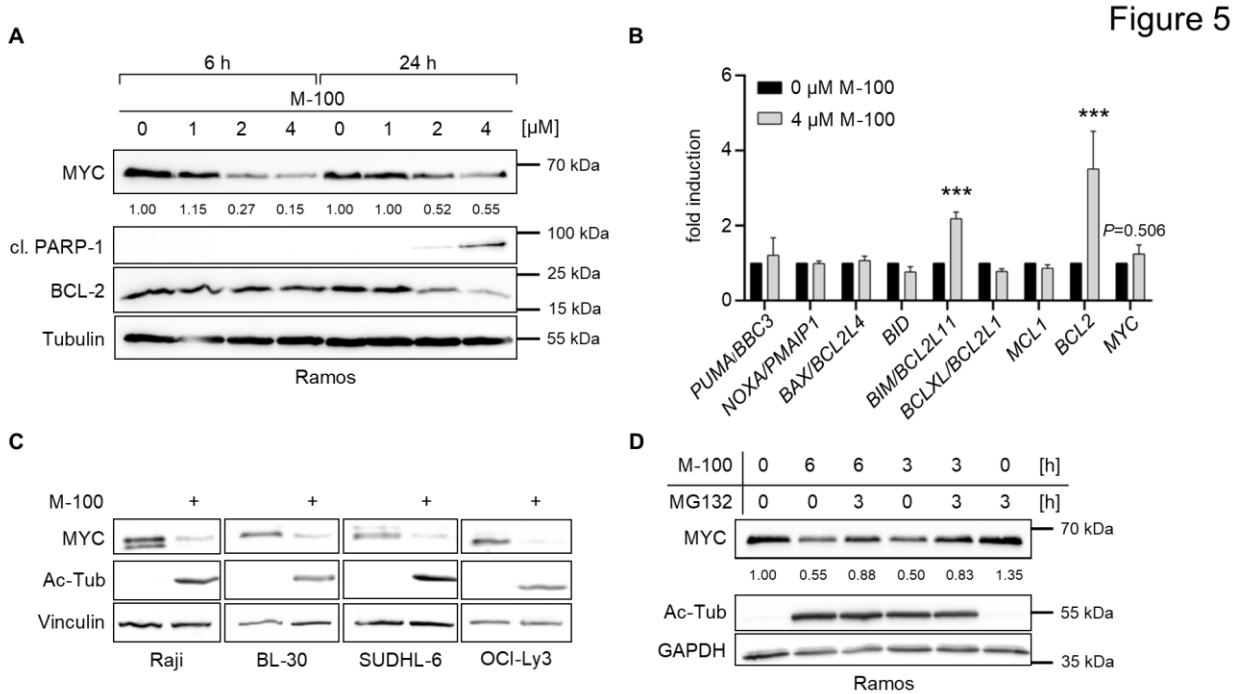 Figure 5
A
6 h 24 h
M-100
0 1 2 4 0 1 2 4 [µM]
MYC
70 kDa
1.00 1.15 0.27 0.15 1.00 1.00 0.52 0.55
cl. PARP-1
100 kDa
25 kDa
BCL-2
15 kDa
Tubulin
55 kDa
Ramos
B
fold induction
6
4
2
0
0 µM M-100
4 µM M-100
***
***
P=0.506
PUMA/BBC3
NOXA/PMAIP1
BAX/BCL2L4
BID
BIM/BCL2L11
BCLXL/BCL2L1
MCL1
BCL2
MYC
C
M-100 + + + +
MYC
Ac-Tub
Vinculin
Raji BL-30 SUDHL-6 OCI-Ly3
D
M-100 0 6 6 3 3 0 [h]
MG132 0 0 3 0 3 3 [h]
MYC
70 kDa
1.00 0.55 0.88 0.50 0.83 1.35
Ac-Tub
55 kDa
GAPDH
35 kDa
Ramos